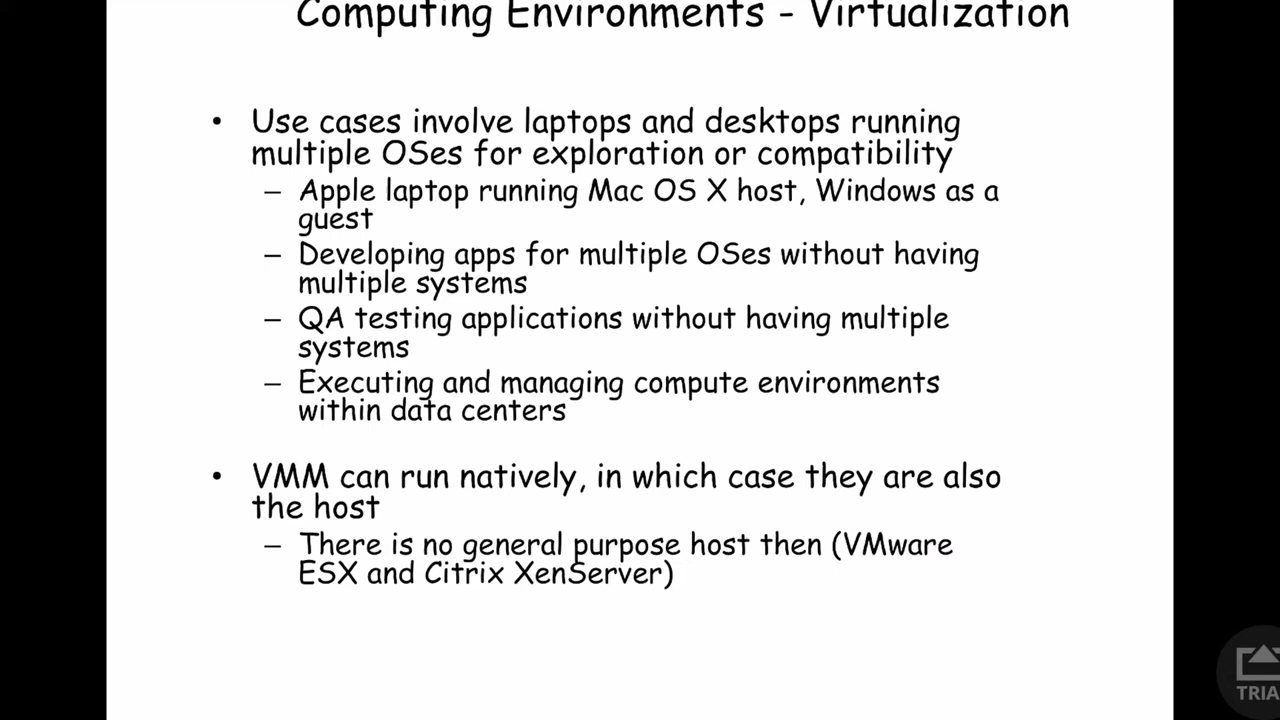 Computing Environments - Virtualization
• Use cases involve laptops and desktops running
multiple OSes for exploration or compatibility
– Apple laptop running Mac OS X host, Windows as a
guest
– Developing apps for multiple OSes without having
multiple systems
– QA testing applications without having multiple
systems
– Executing and managing compute environments
within data centers
• VMM can run natively, in which case they are also
the host
– There is no general purpose host then (VMware
ESX and Citrix XenServer)
TRIA